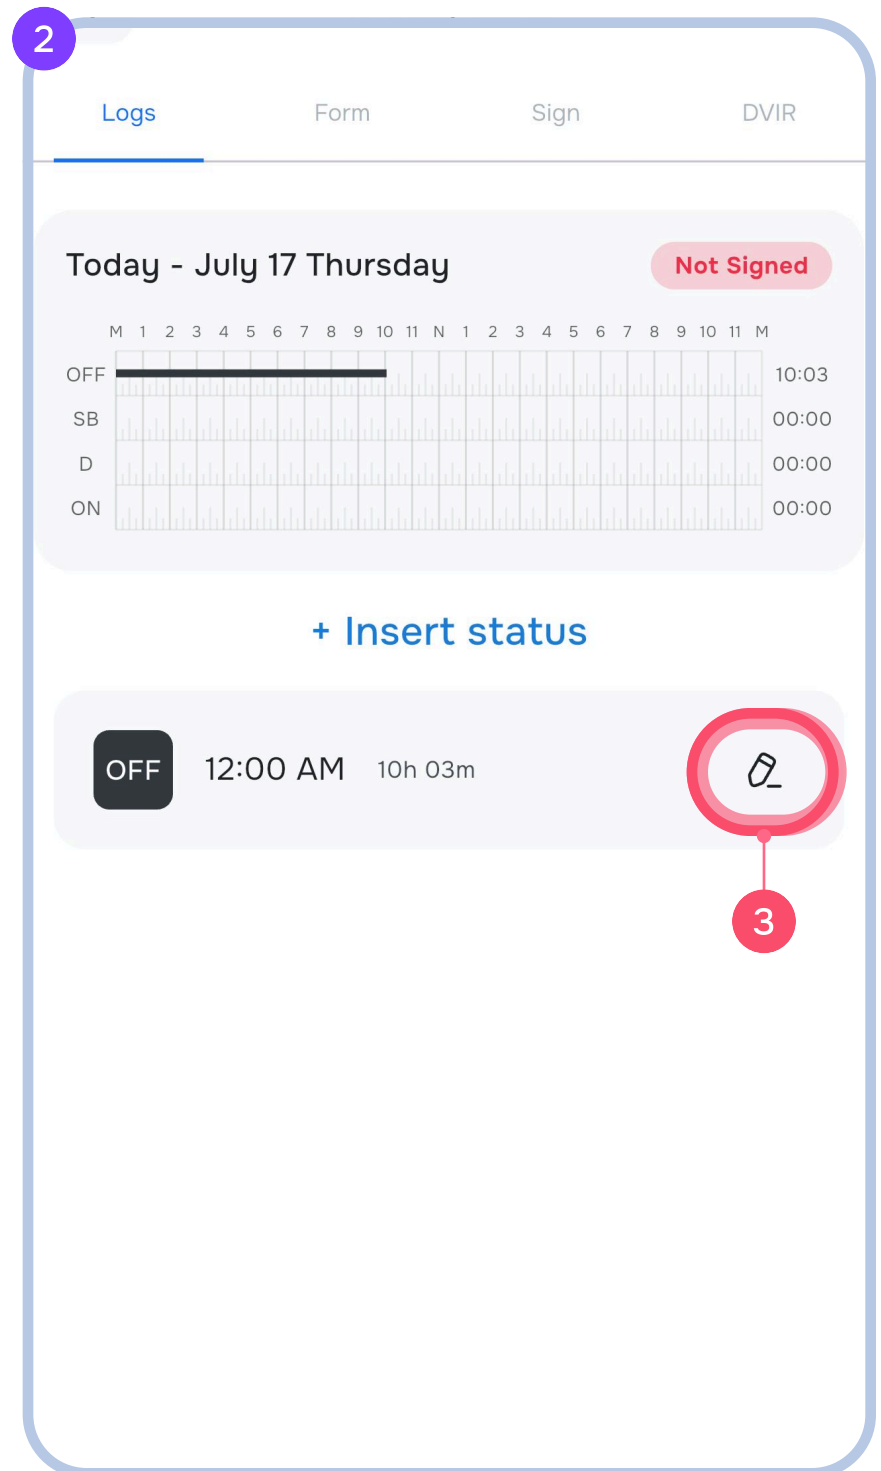 2
Logs Form Sign DVIR
Today - July 17 Thursday Not Signed
M 1 2 3 4 5 6 7 8 9 10 11 N 1 2 3 4 5 6 7 8 9 10 11 M
OFF 10:03
SB 00:00
D 00:00
ON 00:00
+ Insert status
OFF 12:00 AM 10h 03m
3